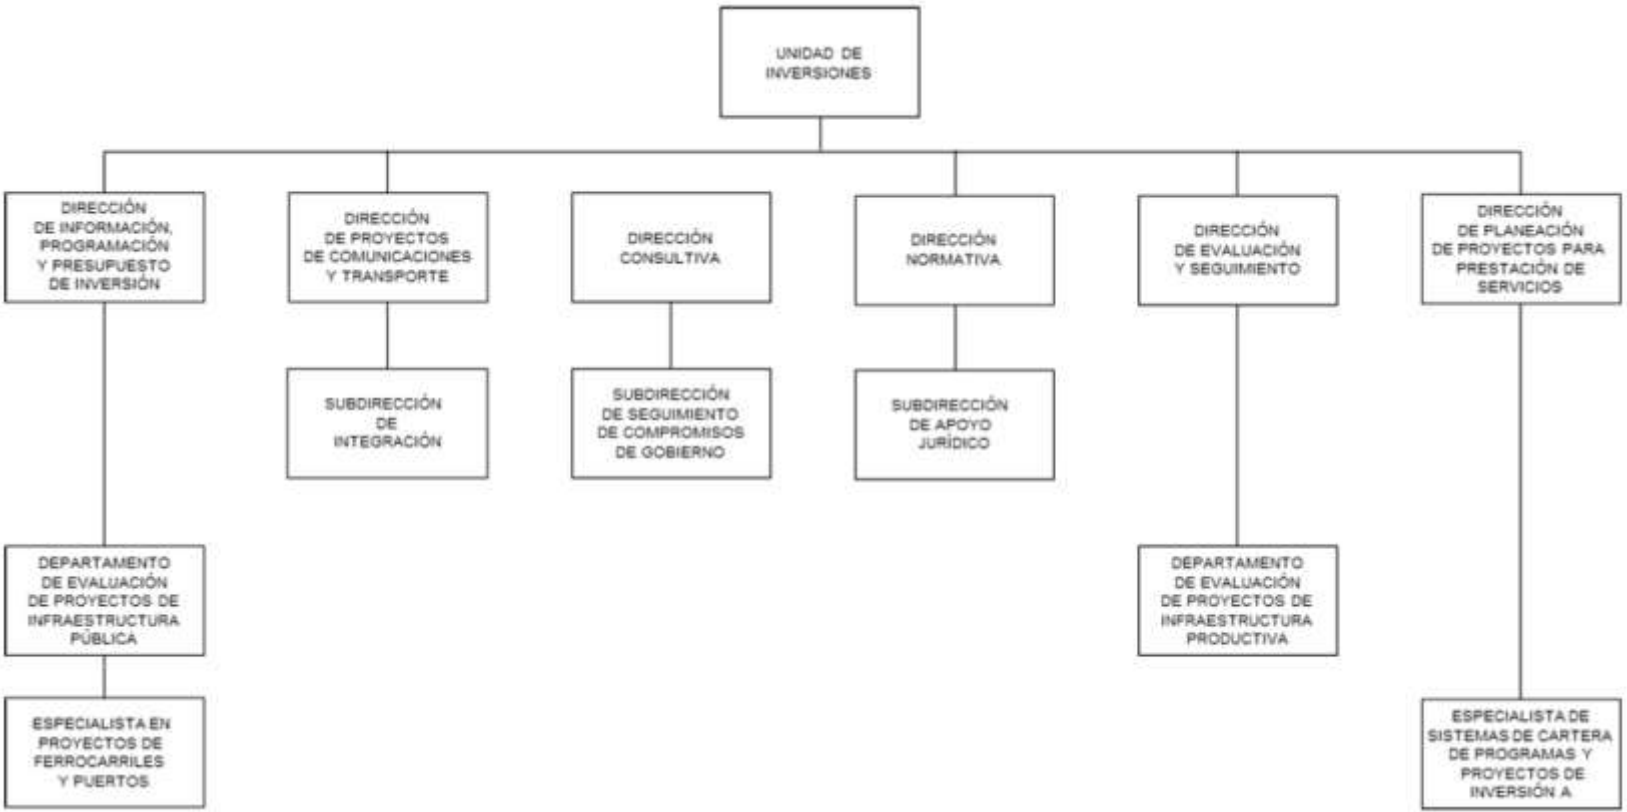 UNIDAD DE
INVERSIONES
DIRECCIÓN
DE INFORMACIÓN,
PROGRAMACIÓN
Y PRESUPUESTO
DE INVERSIÓN
DIRECCIÓN
DE PROYECTOS
DE COMUNICACIONES
Y TRANSPORTE
DIRECCIÓN
CONSULTIVA
DIRECCIÓN
NORMATIVA
DIRECCIÓN
DE EVALUACIÓN
Y SEGUIMIENTO
DIRECCIÓN
DE PLANEACIÓN
DE PROYECTOS PARA
PRESTACIÓN DE
SERVICIOS
SUBDIRECCIÓN
DE
INTEGRACIÓN
SUBDIRECCIÓN
DE SEGUIMIENTO
DE COMPROMISOS
DE GOBIERNO
SUBDIRECCIÓN
DE APOYO
JURÍDICO
DEPARTAMENTO
DE EVALUACIÓN
DE PROYECTOS DE
INFRAESTRUCTURA
PÚBLICA
DEPARTAMENTO
DE EVALUACIÓN
DE PROYECTOS DE
INFRAESTRUCTURA
PRODUCTIVA
ESPECIALISTA EN
PROYECTOS DE
FERROCARRILES
Y PUERTOS
ESPECIALISTA DE
SISTEMAS DE CARTERA
DE PROGRAMAS Y
PROYECTOS DE
INVERSIÓN A